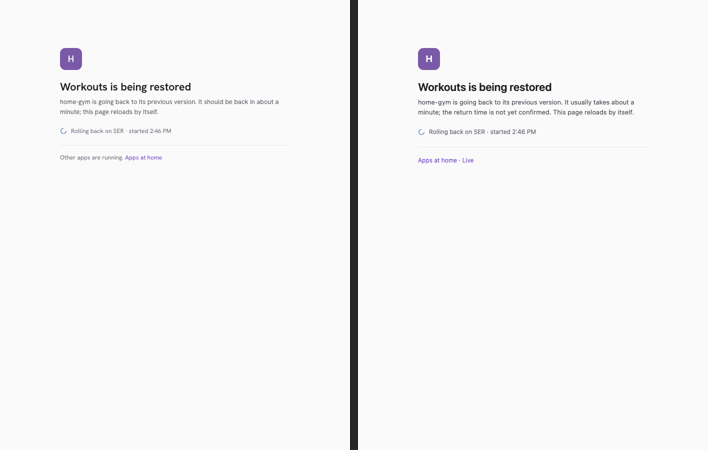 H
Workouts is being restored
home-gym is going back to its previous version. It should be back in about a
minute; this page reloads by itself.
Rolling back on SER · started 2:46 PM
Other apps are running. Apps at home
H
Workouts is being restored
home-gym is going back to its previous version. It usually takes about a
minute; the return time is not yet confirmed. This page reloads by itself.
Rolling back on SER · started 2:46 PM
Apps at home · Live